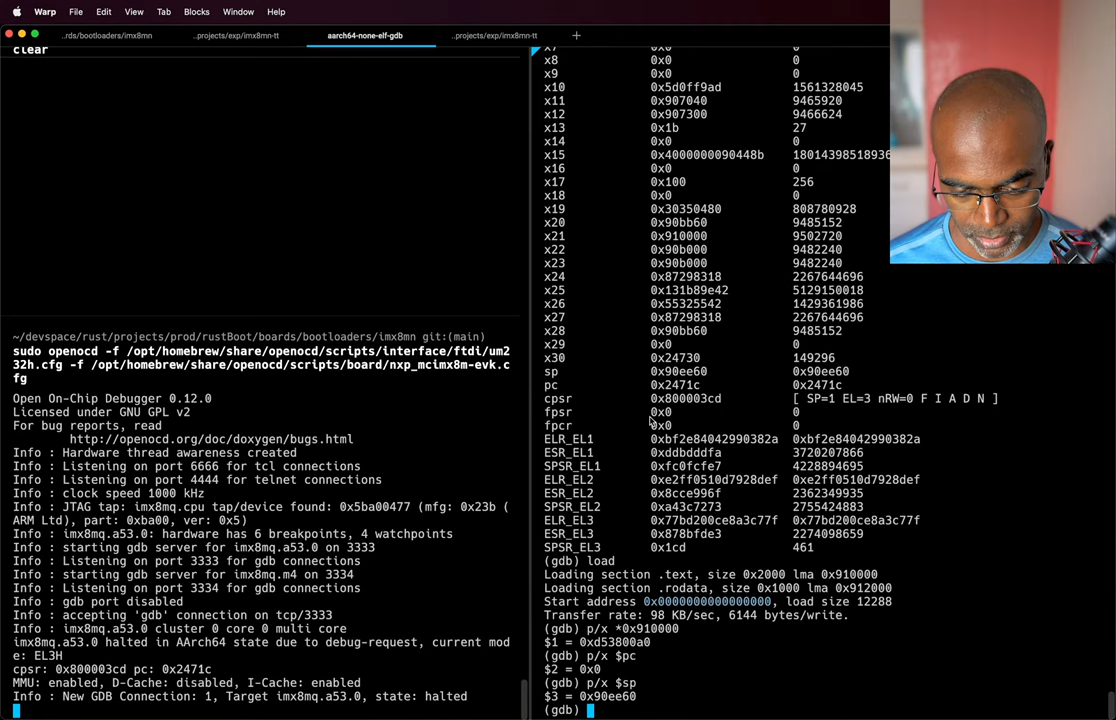 Warp File Edit View Tab Blocks Window Help
..rds/bootloaders/imx8mn ..projects/exp/imx8mn-tt aarch64-none-elf-gdb ..projects/exp/imx8mn-tt +
clear
~/devspace/rust/projects/prod/rustBoot/boards/bootloaders/imx8mn git:(main)
sudo openocd -f /opt/homebrew/share/openocd/scripts/interface/ftdi/um2
32h.cfg -f /opt/homebrew/share/openocd/scripts/board/nxp_mcimx8m-evk.c
fg
Open On-Chip Debugger 0.12.0
Licensed under GNU GPL v2
For bug reports, read
http://openocd.org/doc/doxygen/bugs.html
Info : Hardware thread awareness created
Info : Listening on port 6666 for tcl connections
Info : Listening on port 4444 for telnet connections
Info : clock speed 1000 kHz
Info : JTAG tap: imx8mq.cpu tap/device found: 0x5ba00477 (mfg: 0x23b (
ARM Ltd), part: 0xba00, ver: 0x5)
Info : imx8mq.a53.0: hardware has 6 breakpoints, 4 watchpoints
Info : starting gdb server for imx8mq.a53.0 on 3333
Info : Listening on port 3333 for gdb connections
Info : starting gdb server for imx8mq.m4 on 3334
Info : Listening on port 3334 for gdb connections
Info : gdb port disabled
Info : accepting 'gdb' connection on tcp/3333
Info : imx8mq.a53.0 cluster 0 core 0 multi core
imx8mq.a53.0 halted in AArch64 state due to debug-request, current mod
e: EL3H
cpsr: 0x800003cd pc: 0x2471c
MMU: enabled, D-Cache: disabled, I-Cache: enabled
Info : New GDB Connection: 1, Target imx8mq.a53.0, state: halted
x7 0x0 0
x8 0x0 0
x9 0x0 0
x10 0x5d0ff9ad 1561328045
x11 0x907040 9465920
x12 0x907300 9466624
x13 0x1b 27
x14 0x0 0
x15 0x4000000090448b 18014398518936
x16 0x0 0
x17 0x100 256
x18 0x0 0
x19 0x30350480 808780928
x20 0x90bb60 9485152
x21 0x910000 9502720
x22 0x90b000 9482240
x23 0x90b000 9482240
x24 0x87298318 2267644696
x25 0x131b89e42 5129150018
x26 0x55325542 1429361986
x27 0x87298318 2267644696
x28 0x90bb60 9485152
x29 0x0 0
x30 0x24730 149296
sp 0x90ee60 0x90ee60
pc 0x2471c 0x2471c
cpsr 0x800003cd [ SP=1 EL=3 nRW=0 F I A D N ]
fpsr 0x0 0
fpcr 0x0 0
ELR_EL1 0xbf2e84042990382a 0xbf2e84042990382a
ESR_EL1 0xddbdddfa 3720207866
SPSR_EL1 0xfc0fcfe7 4228894695
ELR_EL2 0xe2ff0510d7928def 0xe2ff0510d7928def
ESR_EL2 0x8cce996f 2362349935
SPSR_EL2 0xa43c7273 2755424883
ELR_EL3 0x77bd200ce8a3c77f 0x77bd200ce8a3c77f
ESR_EL3 0x878bfde3 2274098659
SPSR_EL3 0x1cd 461
(gdb) load
Loading section .text, size 0x2000 lma 0x910000
Loading section .rodata, size 0x1000 lma 0x912000
Start address 0x0000000000000000, load size 12288
Transfer rate: 98 KB/sec, 6144 bytes/write.
(gdb) p/x *0x910000
$1 = 0xd53800a0
(gdb) p/x $pc
$2 = 0x0
(gdb) p/x $sp
$3 = 0x90ee60
(gdb)